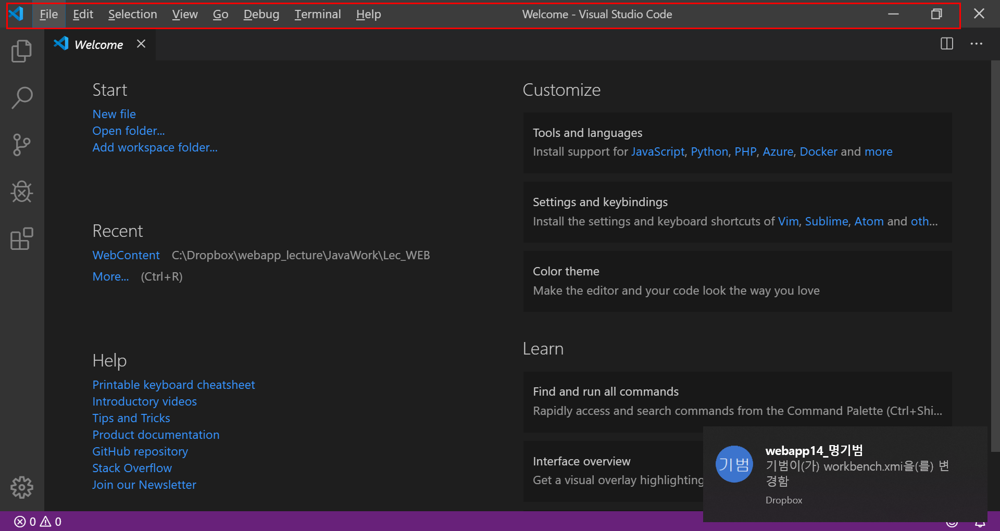 File Edit Selection View Go Debug Terminal Help Welcome - Visual Studio Code
Welcome
Start
New file
Open folder...
Add workspace folder...
Recent
WebContent C:\Dropbox\webapp_lecture\JavaWork\Lec_WEB
More... (Ctrl+R)
Help
Printable keyboard cheatsheet
Introductory videos
Tips and Tricks
Product documentation
GitHub repository
Stack Overflow
Join our Newsletter
Customize
Tools and languages
Install support for JavaScript, Python, PHP, Azure, Docker and more
Settings and keybindings
Install the settings and keyboard shortcuts of Vim, Sublime, Atom and oth...
Color theme
Make the editor and your code look the way you love
Learn
Find and run all commands
Rapidly access and search commands from the Command Palette (Ctrl+Shi...
Interface overview
Get a visual overlay highlighting
기범
webapp14_명기범
기범이(가) workbench.xmi을(를) 변
경함
Dropbox
0 0